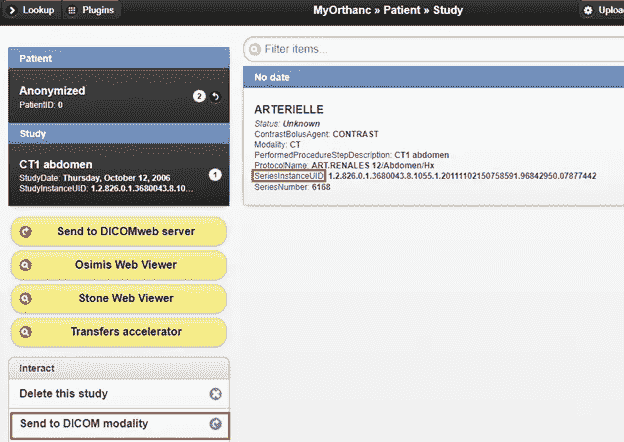 Lookup
Plugins
MyOrthanc » Patient » Study
Uploa
Patient
Anonymized
PatientID: 0
2
Study
CT1 abdomen
StudyDate: Thursday, October 12, 2006
StudyInstanceUID: 1.2.826.0.1.3680043.8.10...
1
Send to DICOMweb server
Osimis Web Viewer
Stone Web Viewer
Transfers accelerator
Interact
Delete this study
Send to DICOM modality
Filter items...
No date
ARTERIELLE
Status: Unknown
ContrastBolusAgent: CONTRAST
Modality: CT
PerformedProcedureStepDescription: CT1 abdomen
ProtocolName: ART.RENALES 12/Abdomen/Hx
SeriesInstanceUID: 1.2.826.0.1.3680043.8.1055.1.20111102150758591.96842950.07877442
SeriesNumber: 6168